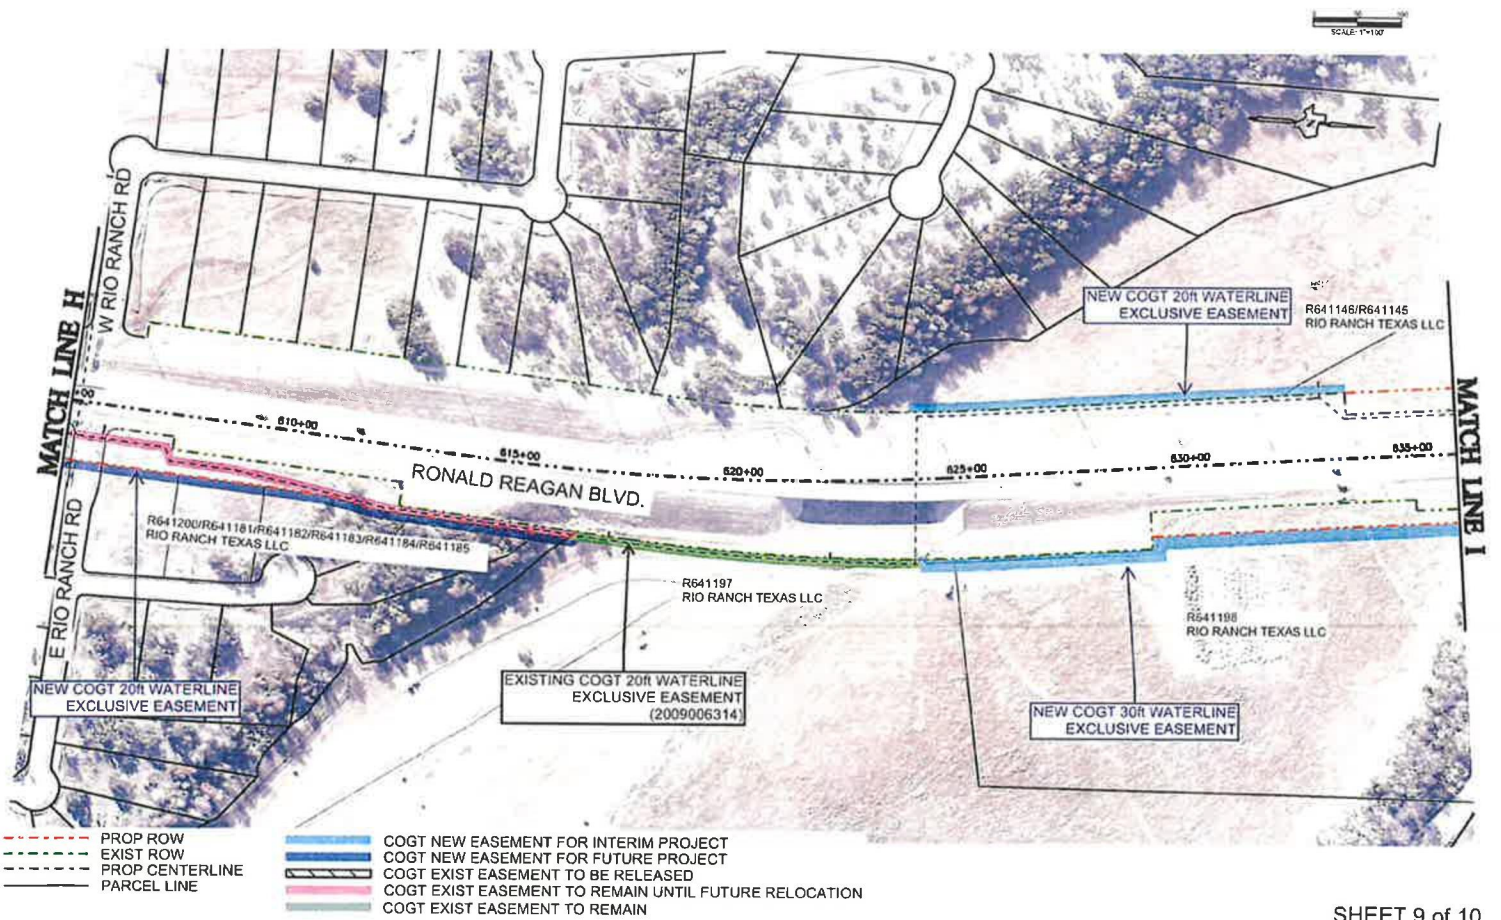 0 50 100
SCALE: 1"=100'
W RIO RANCH RD
MATCH LINE H
NEW COGT 20ft WATERLINE
EXCLUSIVE EASEMENT
R641146/R641145
RIO RANCH TEXAS LLC
MATCH LINE I
610+00
615+00
620+00
625+00
630+00
635+00
RONALD REAGAN BLVD.
E RIO RANCH RD
R641200/R641181/R641182/R641183/R641184/R641185
RIO RANCH TEXAS LLC
R641197
RIO RANCH TEXAS LLC
R641198
RIO RANCH TEXAS LLC
NEW COGT 20ft WATERLINE
EXCLUSIVE EASEMENT
EXISTING COGT 20ft WATERLINE
EXCLUSIVE EASEMENT
(2009006314)
NEW COGT 30ft WATERLINE
EXCLUSIVE EASEMENT
PROP ROW
EXIST ROW
PROP CENTERLINE
PARCEL LINE
COGT NEW EASEMENT FOR INTERIM PROJECT
COGT NEW EASEMENT FOR FUTURE PROJECT
COGT EXIST EASEMENT TO BE RELEASED
COGT EXIST EASEMENT TO REMAIN UNTIL FUTURE RELOCATION
COGT EXIST EASEMENT TO REMAIN
SHEET 9 of 10